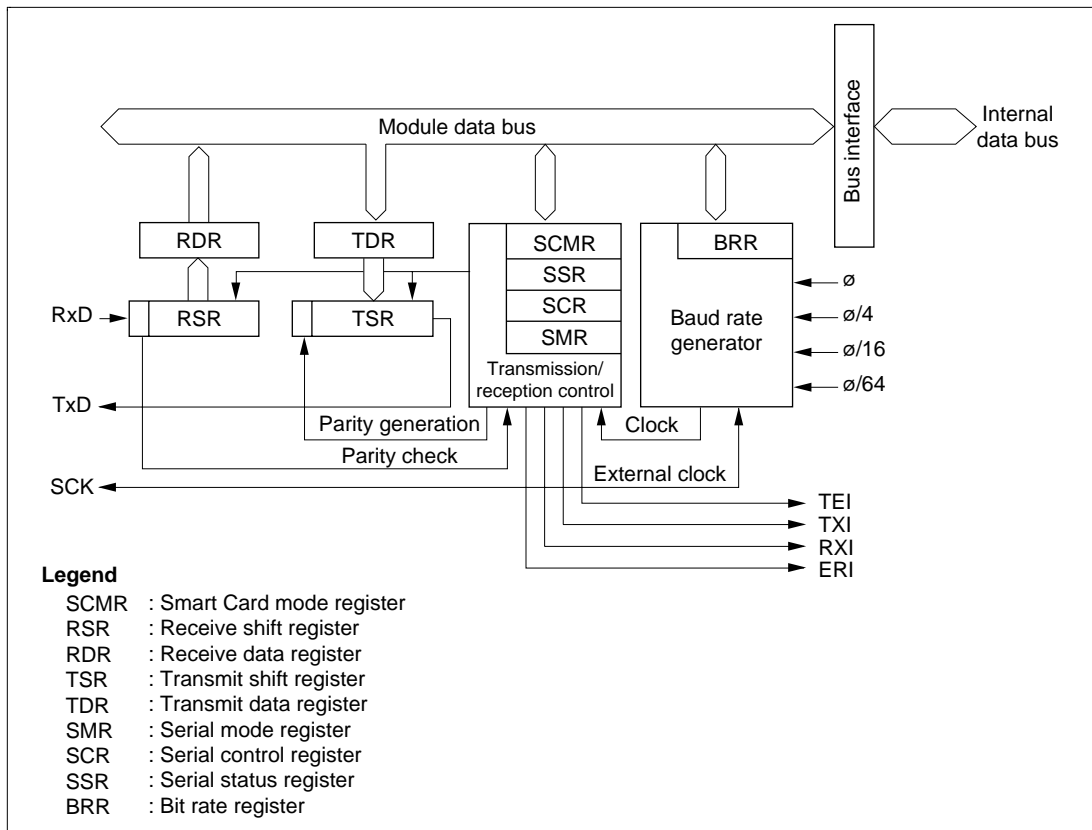 Bus interface
Internal
data bus
Module data bus
RDR
TDR
SCMR
SSR
SCR
SMR
Transmission/
reception control
BRR
Baud rate
generator
ø
ø/4
ø/16
ø/64
RxD
RSR
TSR
TxD
Parity generation
Parity check
Clock
SCK
External clock
TEI
TXI
RXI
ERI
Legend
SCMR : Smart Card mode register
RSR : Receive shift register
RDR : Receive data register
TSR : Transmit shift register
TDR : Transmit data register
SMR : Serial mode register
SCR : Serial control register
SSR : Serial status register
BRR : Bit rate register